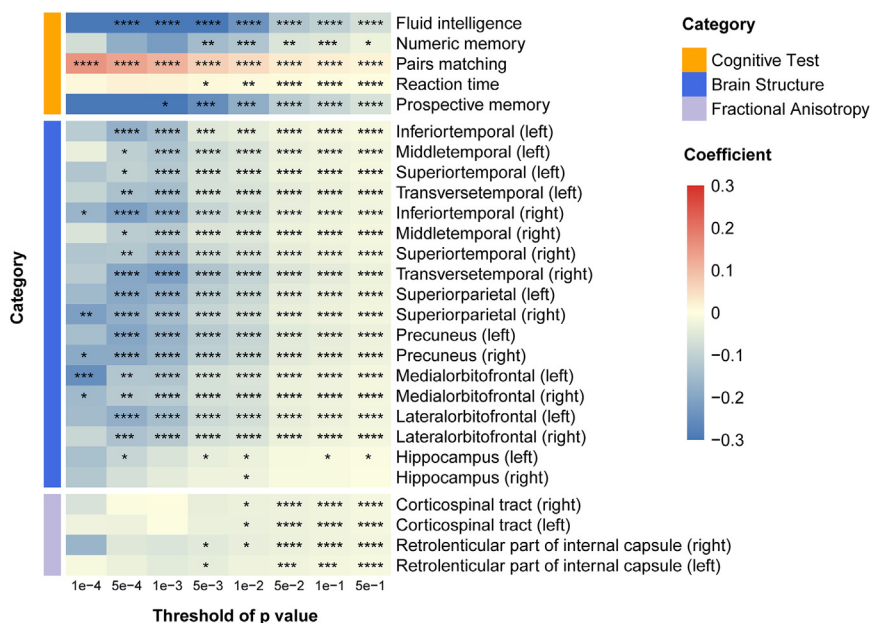 **** **** **** **** **** **** **** Fluid intelligence
** *** ** *** * Numeric memory
**** **** **** **** **** **** **** **** Pairs matching
* ** **** **** **** Reaction time
* *** *** **** **** **** Prospective memory
**** **** *** *** **** **** **** Inferiortemporal (left)
* **** **** **** **** **** **** Middletemporal (left)
* **** **** **** **** **** **** Superiortemporal (left)
** **** **** **** **** **** **** Transversetemporal (left)
* **** **** **** **** **** **** **** Inferiortemporal (right)
* **** **** **** **** **** **** Middletemporal (right)
** **** **** **** **** **** **** Superiortemporal (right)
**** **** **** **** **** **** **** Transversetemporal (right)
**** **** **** **** **** **** **** Superiorparietal (left)
** **** **** **** **** **** **** **** Superiorparietal (right)
**** **** **** **** **** **** **** Precuneus (left)
* **** **** **** **** **** **** **** Precuneus (right)
*** ** **** **** **** **** **** **** Medialorbitofrontal (left)
* ** **** **** **** **** **** **** Medialorbitofrontal (right)
**** **** **** **** **** **** **** Lateralorbitofrontal (left)
*** **** **** **** **** **** **** Lateralorbitofrontal (right)
* * * * * Hippocampus (left)
* Hippocampus (right)
* **** **** **** Corticospinal tract (right)
* **** **** **** Corticospinal tract (left)
* * **** **** **** Retrolenticular part of internal capsule (right)
* *** *** **** Retrolenticular part of internal capsule (left)
1e−4 5e−4 1e−3 5e−3 1e−2 5e−2 1e−1 5e−1
Threshold of p value
Category
Category
Cognitive Test
Brain Structure
Fractional Anisotropy
Coefficient
0.3
0.2
0.1
0
−0.1
−0.2
−0.3